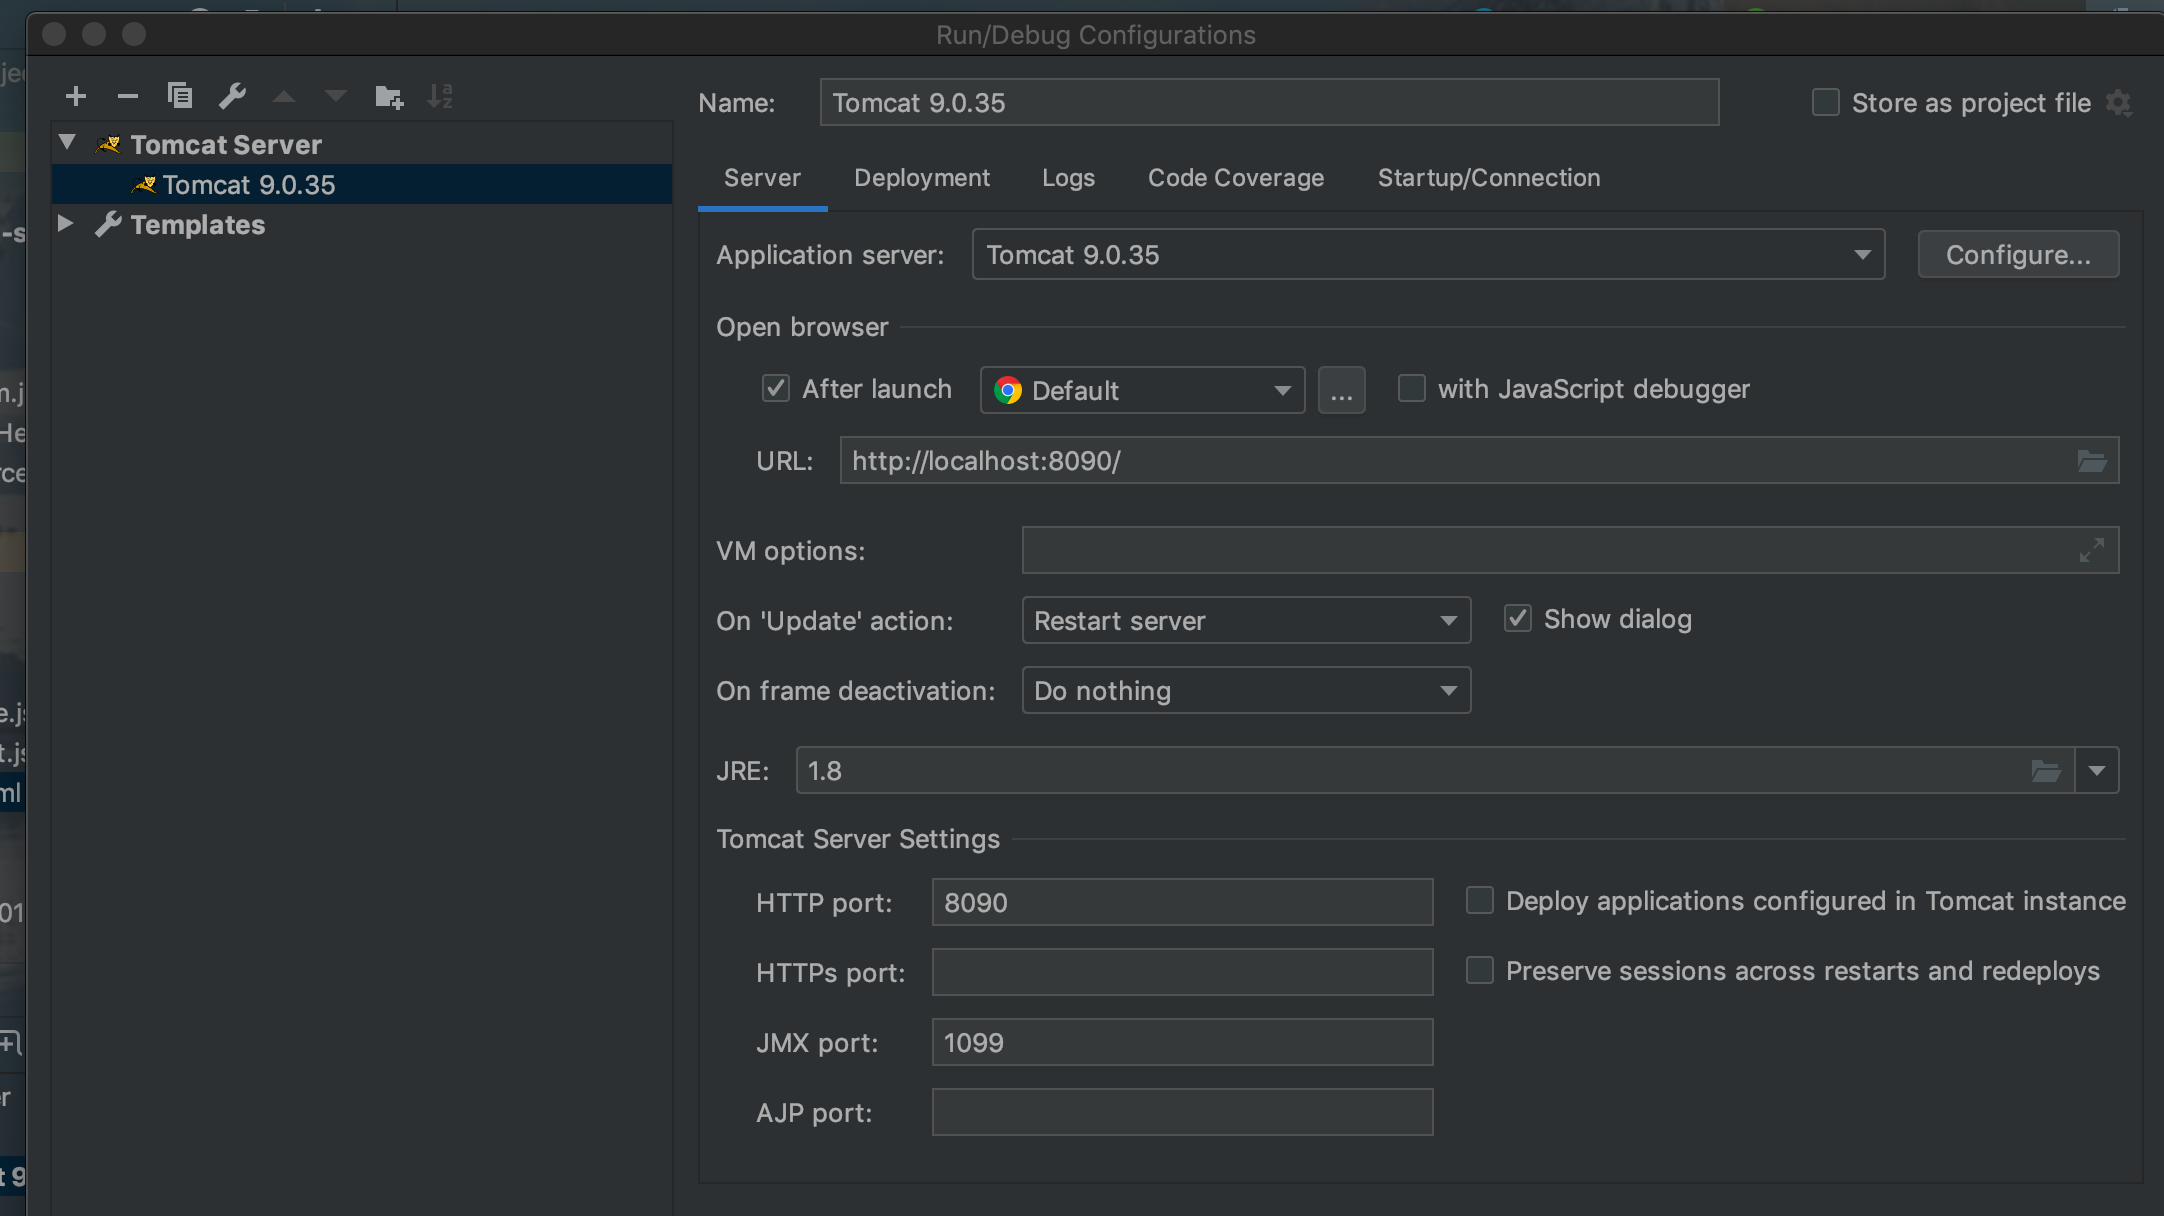 Run/Debug Configurations
Name: Tomcat 9.0.35 Store as project file
Tomcat Server
Tomcat 9.0.35
Templates
Server Deployment Logs Code Coverage Startup/Connection
Application server: Tomcat 9.0.35 Configure...
Open browser
After launch Default ... with JavaScript debugger
URL: http://localhost:8090/
VM options:
On 'Update' action: Restart server Show dialog
On frame deactivation: Do nothing
JRE: 1.8
Tomcat Server Settings
HTTP port: 8090 Deploy applications configured in Tomcat instance
HTTPs port: Preserve sessions across restarts and redeploys
JMX port: 1099
AJP port: